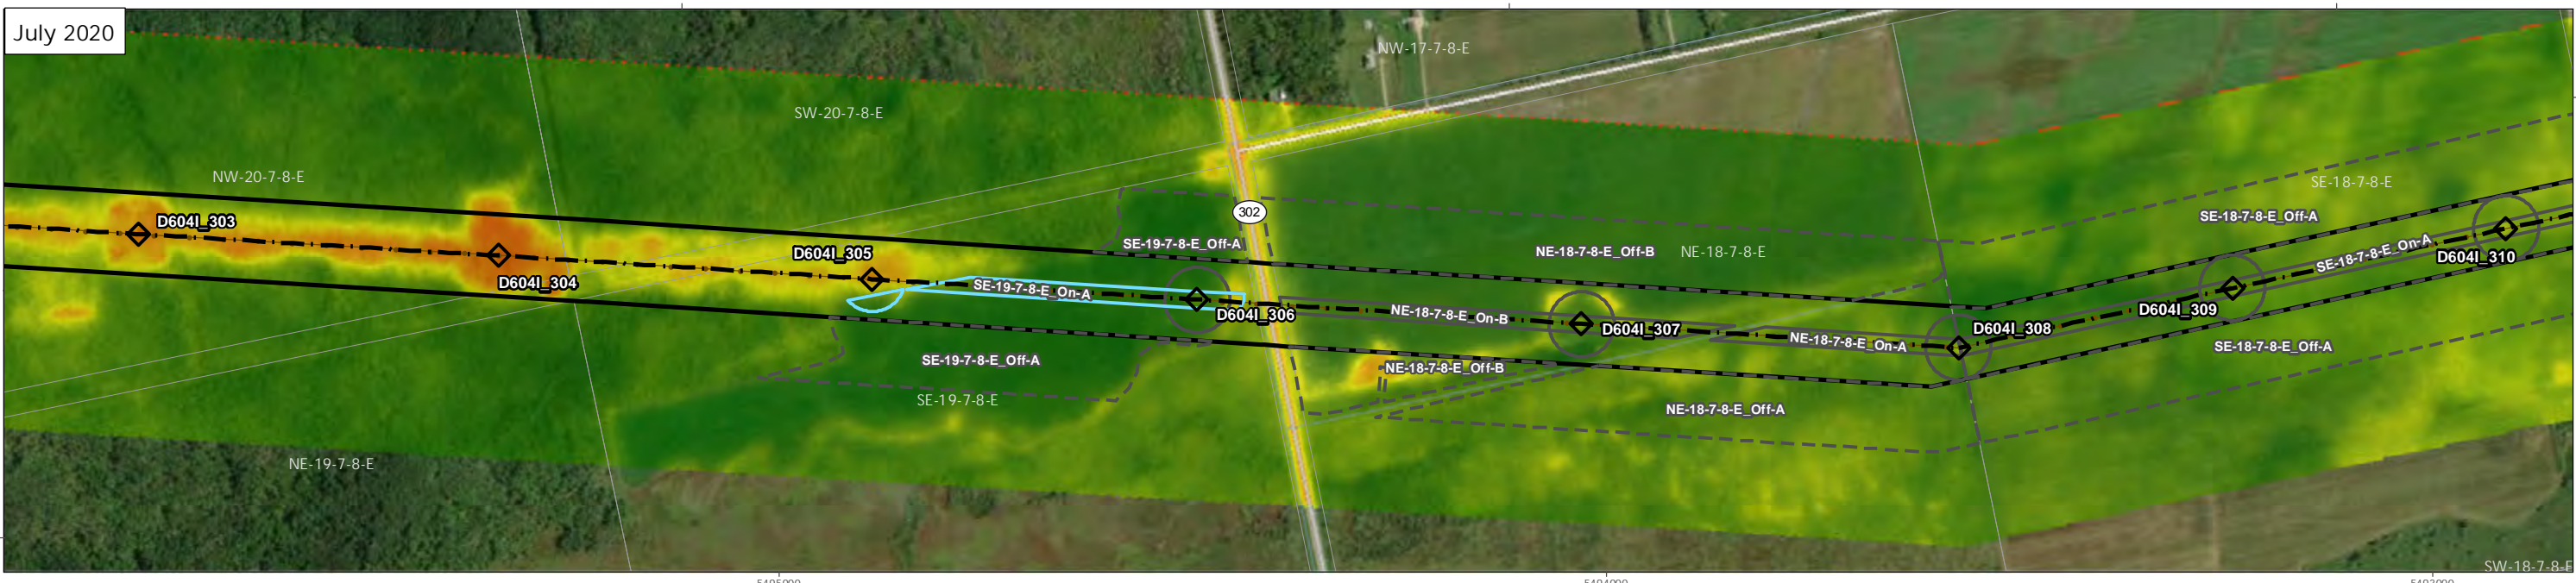 July 2020
NW-17-7-8-E
SW-20-7-8-E
NW-20-7-8-E
SE-18-7-8-E
D604I_303
302
SE-18-7-8-E_Off-A
SE-19-7-8-E_Off-A
NE-18-7-8-E_Off-B
NE-18-7-8-E
D604I_305
SE-18-7-8-E_On-A
D604I_310
D604I_304
SE-19-7-8-E_On-A
D604I_306
NE-18-7-8-E_On-B
D604I_309
D604I_307
D604I_308
NE-18-7-8-E_On-A
SE-18-7-8-E_Off-A
SE-19-7-8-E_Off-A
NE-18-7-8-E_Off-B
SE-19-7-8-E
NE-18-7-8-E_Off-A
NE-19-7-8-E
SW-18-7-8-E